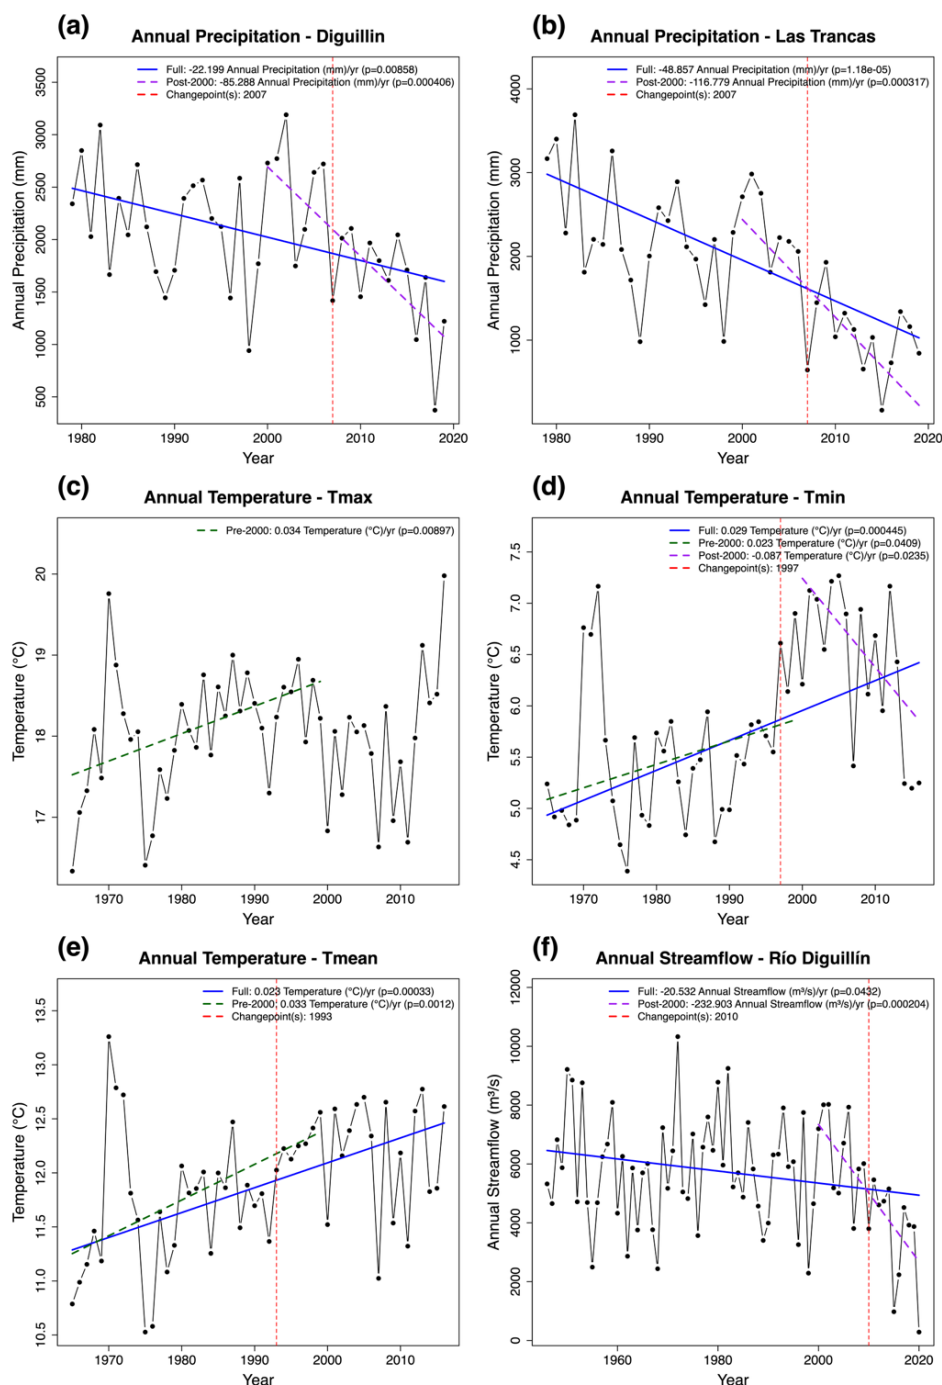 (a)
Annual Precipitation - Diguillin
Full: -22.199 Annual Precipitation (mm)/yr (p=0.00858)
Post-2000: -85.288 Annual Precipitation (mm)/yr (p=0.000406)
Changepoint(s): 2007
Annual Precipitation (mm)
3500
3000
2500
2000
1500
1000
500
1980 1990 2000 2010 2020
Year
(b)
Annual Precipitation - Las Trancas
Full: -48.857 Annual Precipitation (mm)/yr (p=1.18e-05)
Post-2000: -116.779 Annual Precipitation (mm)/yr (p=0.000317)
Changepoint(s): 2007
Annual Precipitation (mm)
4000
3000
2000
1000
1980 1990 2000 2010 2020
Year
(c)
Annual Temperature - Tmax
Pre-2000: 0.034 Temperature (°C)/yr (p=0.00897)
Temperature (°C)
20
19
18
17
1970 1980 1990 2000 2010
Year
(d)
Annual Temperature - Tmin
Full: 0.029 Temperature (°C)/yr (p=0.000445)
Pre-2000: 0.023 Temperature (°C)/yr (p=0.0409)
Post-2000: -0.087 Temperature (°C)/yr (p=0.0235)
Changepoint(s): 1997
Temperature (°C)
7.5
7.0
6.5
6.0
5.5
5.0
4.5
1970 1980 1990 2000 2010
Year
(e)
Annual Temperature - Tmean
Full: 0.023 Temperature (°C)/yr (p=0.00033)
Pre-2000: 0.033 Temperature (°C)/yr (p=0.0012)
Changepoint(s): 1993
Temperature (°C)
13.5
13.0
12.5
12.0
11.5
11.0
10.5
1970 1980 1990 2000 2010
Year
(f)
Annual Streamflow - Río Diguillín
Full: -20.532 Annual Streamflow (m³/s)/yr (p=0.0432)
Post-2000: -232.903 Annual Streamflow (m³/s)/yr (p=0.000204)
Changepoint(s): 2010
Annual Streamflow (m³/s)
12000
10000
8000
6000
4000
2000
0
1960 1980 2000 2020
Year